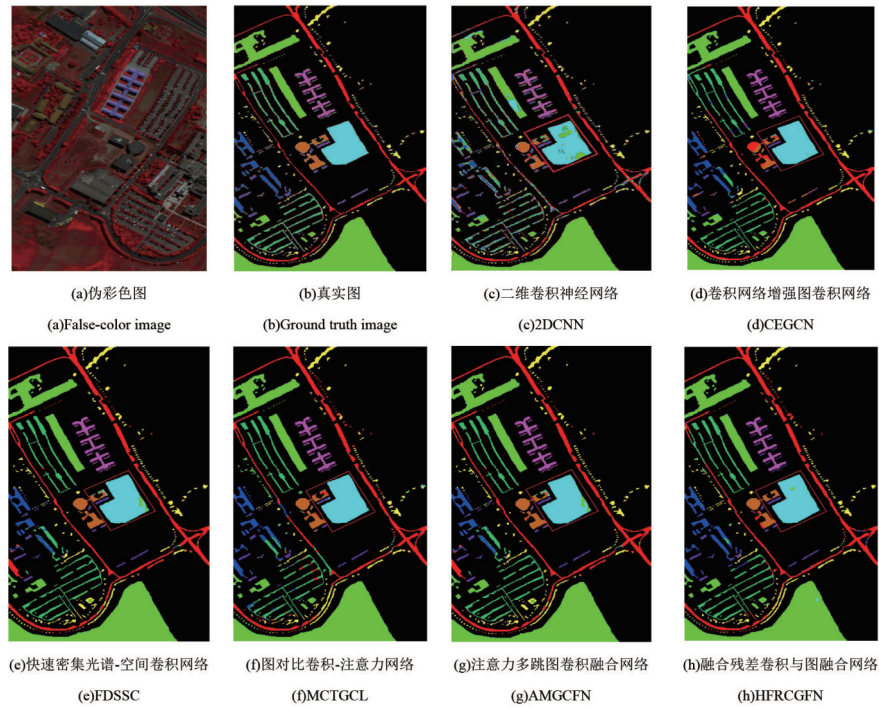 (a)伪彩色图
(b)真实图
(c)二维卷积神经网络
(d)卷积网络增强图卷积网络
(a)False-color image
(b)Ground truth image
(c)2DCNN
(d)CEGCN
(e)快速密集光谱-空间卷积网络
(f)图对比卷积-注意力网络
(g)注意力多跳图卷积融合网络
(h)融合残差卷积与图融合网络
(e)FDSSC
(f)MCTGCL
(g)AMGCFN
(h)HFRCGFN